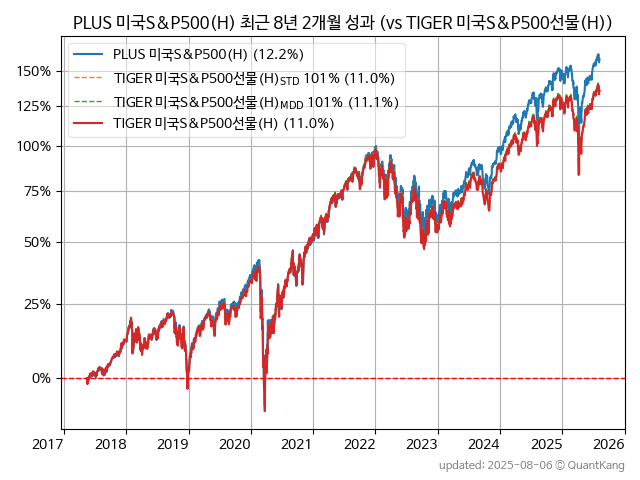 PLUS 미국S&P500(H) 최근 8년 2개월 성과 (vs TIGER 미국S&P500선물(H))
PLUS 미국S&P500(H) (12.2%)
TIGER 미국S&P500선물(H)STD 101% (11.0%)
TIGER 미국S&P500선물(H)MDD 101% (11.1%)
TIGER 미국S&P500선물(H) (11.0%)
150%
125%
100%
75%
50%
25%
0%
2017 2018 2019 2020 2021 2022 2023 2024 2025 2026
updated: 2025-08-06 © QuantKang